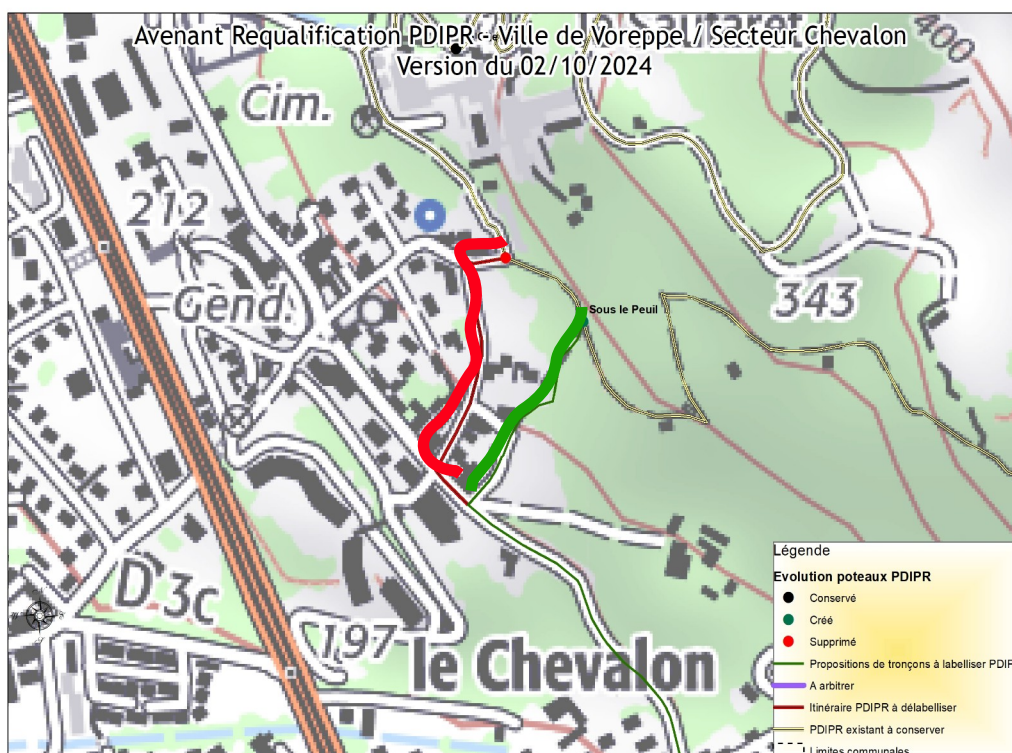 Avenant Requalification PDIPR - Ville de Voreppe / Secteur Chevalon
Version du 02/10/2024
400
Cim.
212
Gend.
Sous le Peuil
343
D 3c
197
le Chevalon
Légende
Evolution poteaux PDIPR
Conservé
Créé
Supprimé
Propositions de tronçons à labelliser PDIP
A arbitrer
Itinéraire PDIPR à délabelliser
PDIPR existant à conserver
Limites communales